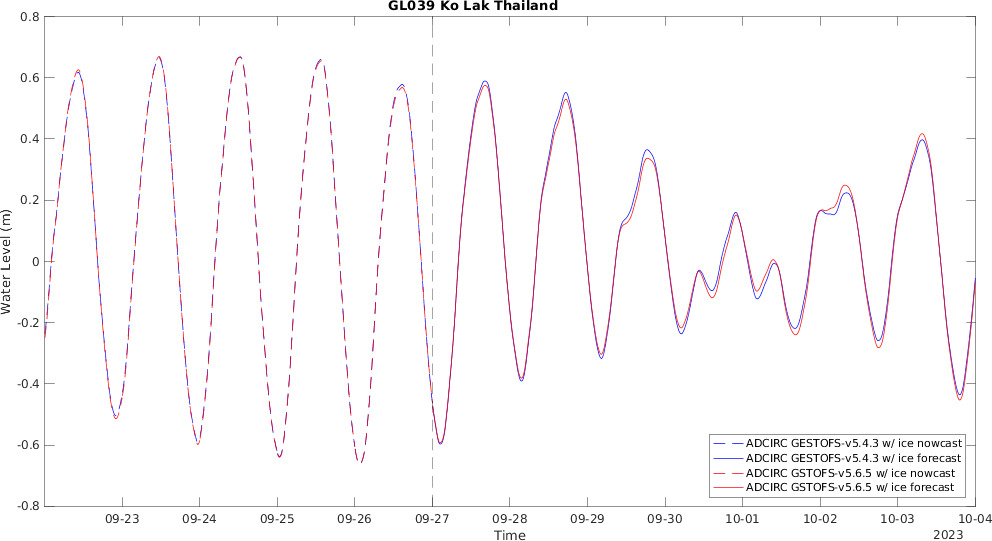 GL039 Ko Lak Thailand
0.8
0.6
0.4
0.2
0
-0.2
-0.4
-0.6
-0.8
Water Level (m)
ADCIRC GESTOFS-v5.4.3 w/ ice nowcast
ADCIRC GESTOFS-v5.4.3 w/ ice forecast
ADCIRC GSTOFS-v5.6.5 w/ ice nowcast
ADCIRC GSTOFS-v5.6.5 w/ ice forecast
09-23 09-24 09-25 09-26 09-27 09-28 09-29 09-30 10-01 10-02 10-03 10-04
Time
2023